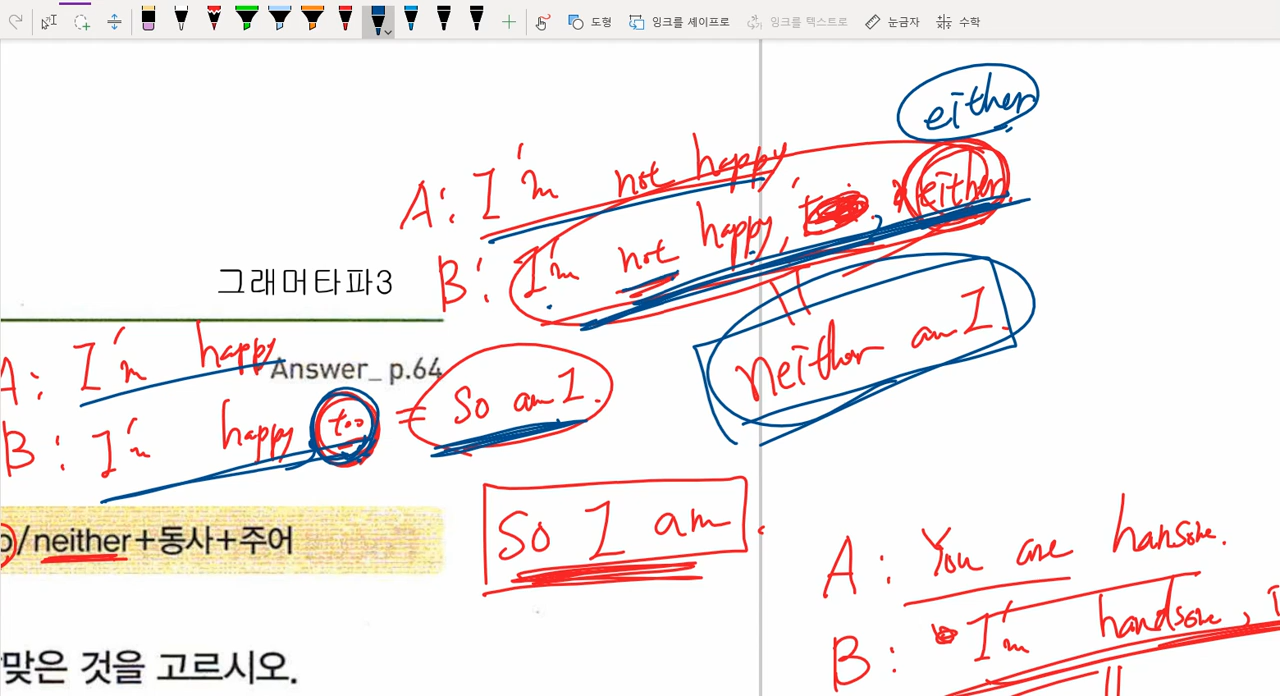 도형 잉크를 셰이프로 잉크를 텍스트로 눈금자 수학
either
A: I'm not happy
B: I'm not happy, either.
neither am I.
그래머타파3
Answer_ p.64
A: I'm happy
B: I'm happy too = So am I.
So I am.
/neither+동사+주어
A: You are hansome.
B: I'm handsome,
맞은 것을 고르시오.